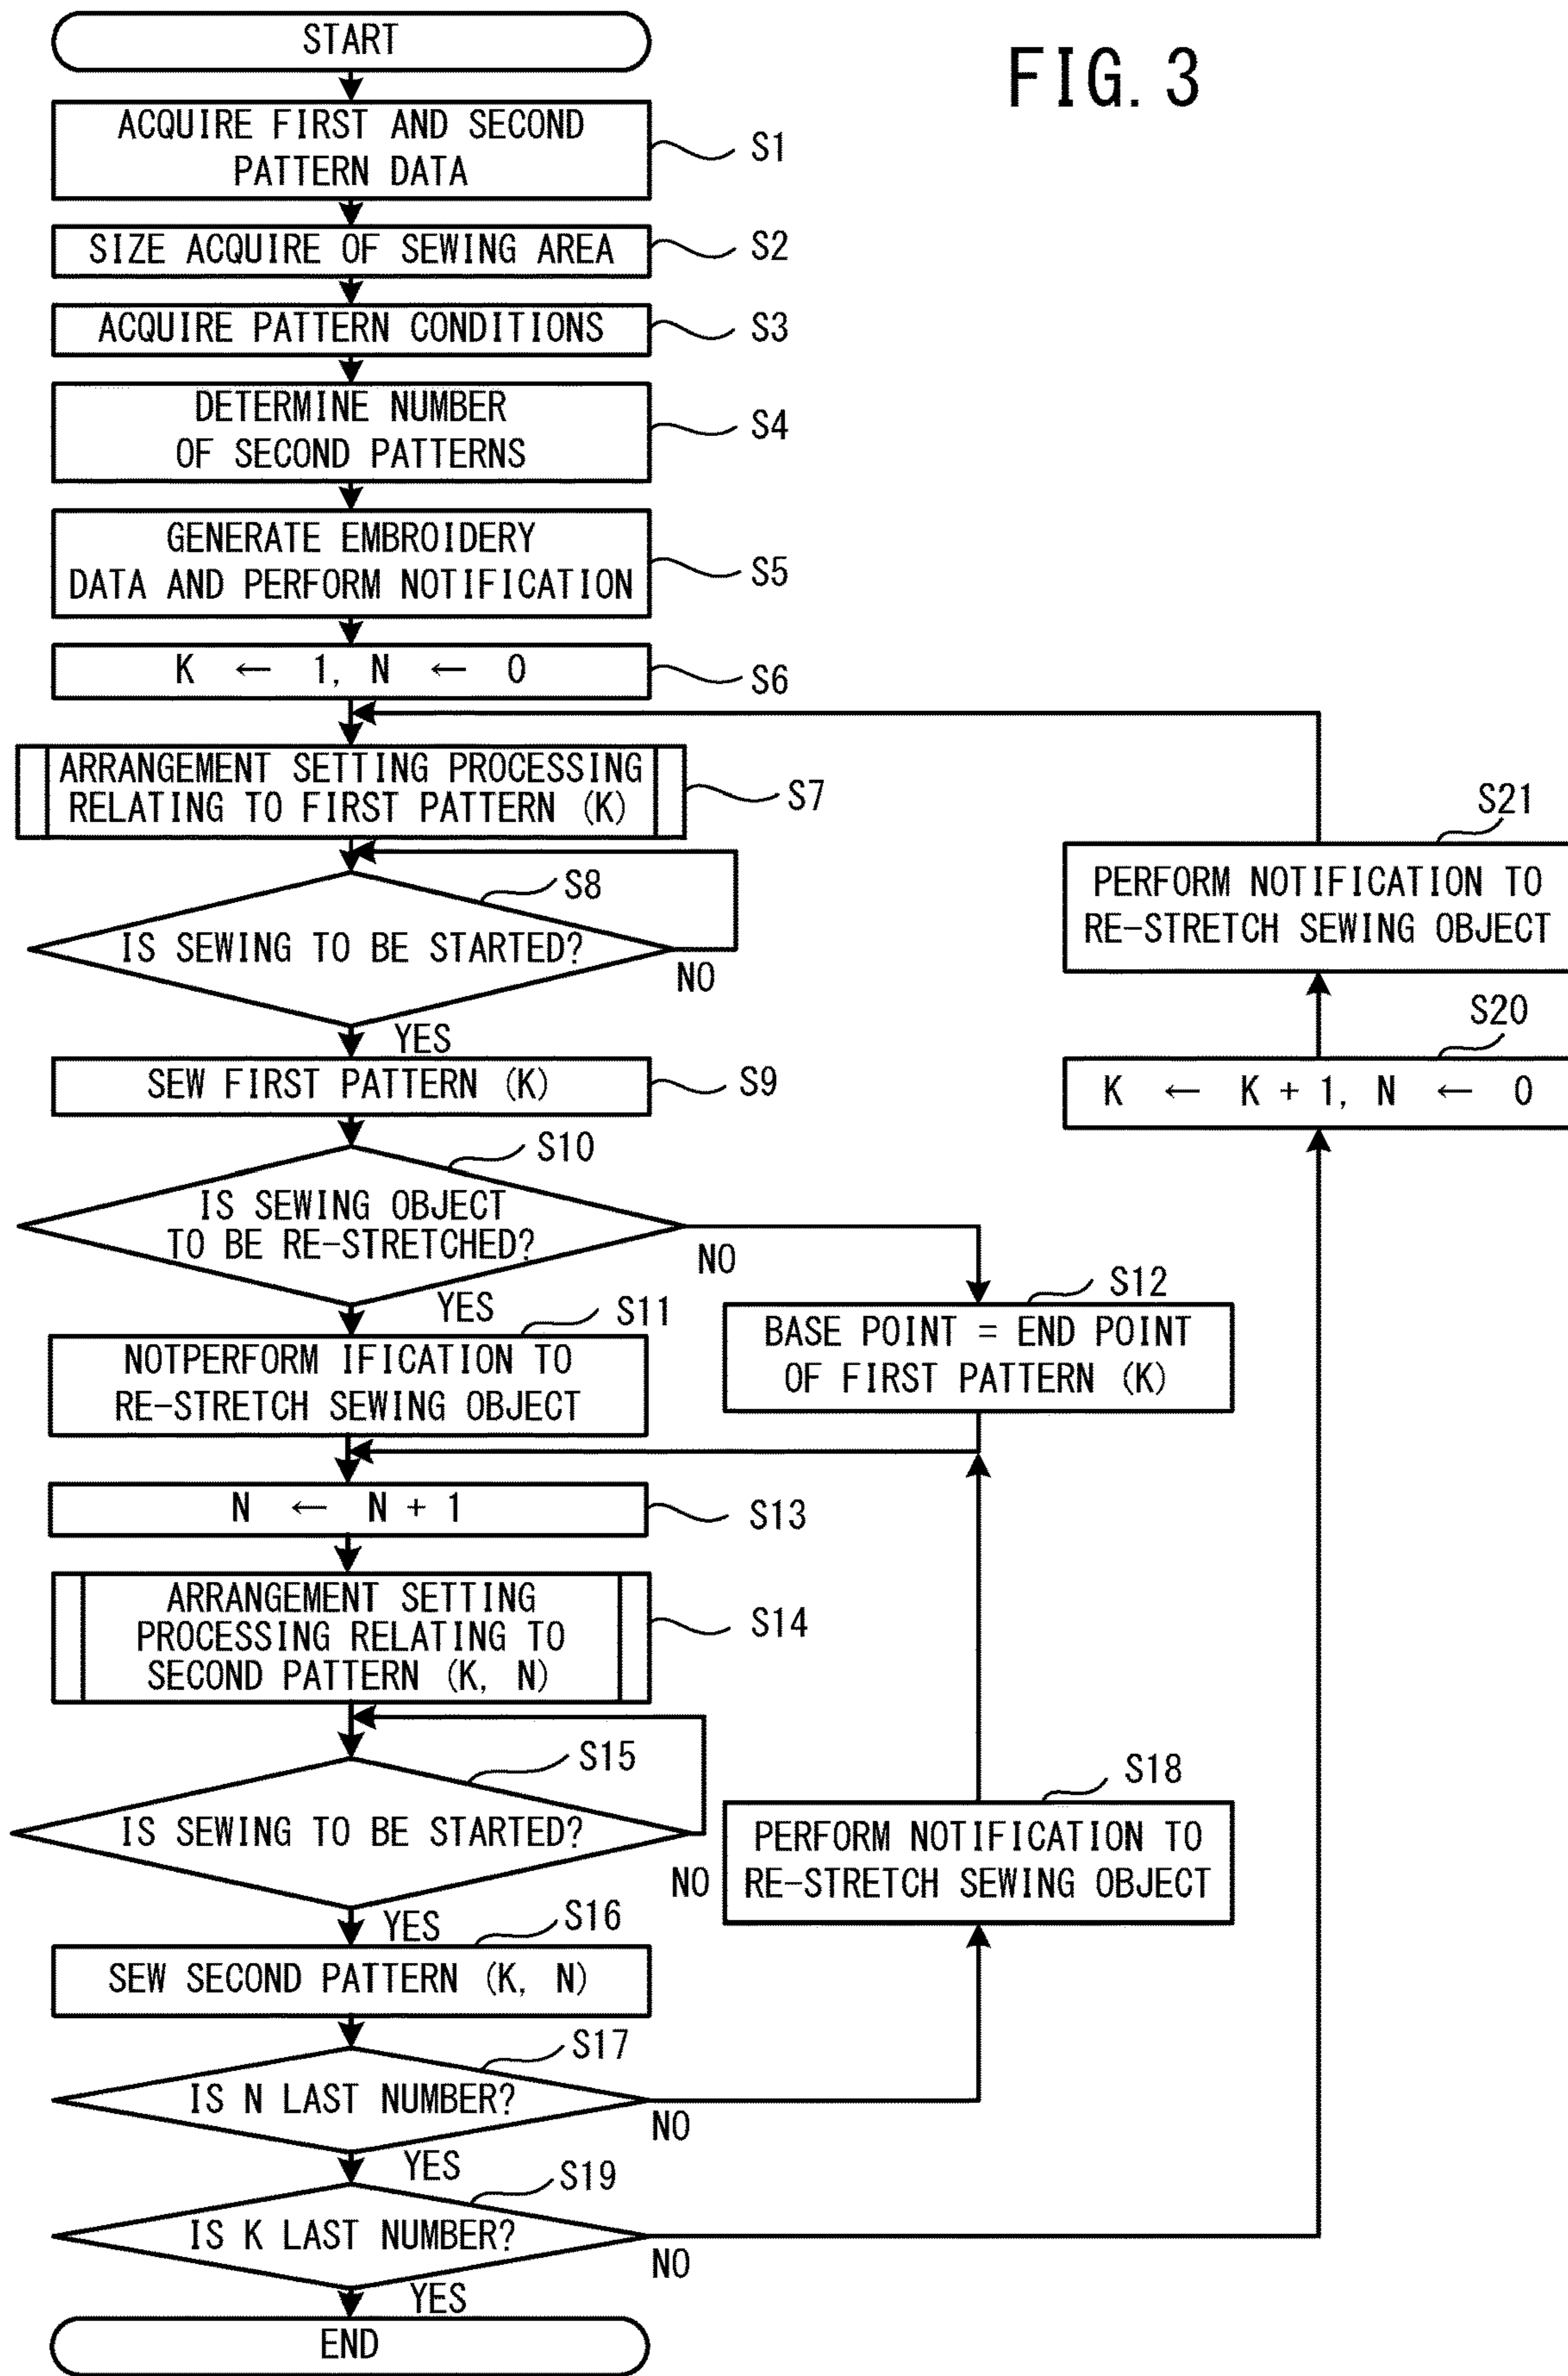 FIG. 3
START
ACQUIRE FIRST AND SECOND
PATTERN DATA
S1
SIZE ACQUIRE OF SEWING AREA
S2
ACQUIRE PATTERN CONDITIONS
S3
DETERMINE NUMBER
OF SECOND PATTERNS
S4
GENERATE EMBROIDERY
DATA AND PERFORM NOTIFICATION
S5
K ← 1, N ← 0
S6
ARRANGEMENT SETTING PROCESSING
RELATING TO FIRST PATTERN (K)
S7
S8
IS SEWING TO BE STARTED?
NO
YES
SEW FIRST PATTERN (K)
S9
S10
IS SEWING OBJECT
TO BE RE-STRETCHED?
NO
YES
S11
NOTPERFORM IFICATION TO
RE-STRETCH SEWING OBJECT
S12
BASE POINT = END POINT
OF FIRST PATTERN (K)
N ← N + 1
S13
ARRANGEMENT SETTING
PROCESSING RELATING TO
SECOND PATTERN (K, N)
S14
S15
IS SEWING TO BE STARTED?
NO
YES
S16
SEW SECOND PATTERN (K, N)
S17
IS N LAST NUMBER?
NO
YES
S18
PERFORM NOTIFICATION TO
RE-STRETCH SEWING OBJECT
S19
IS K LAST NUMBER?
NO
YES
S20
K ← K + 1, N ← 0
S21
PERFORM NOTIFICATION TO
RE-STRETCH SEWING OBJECT
END